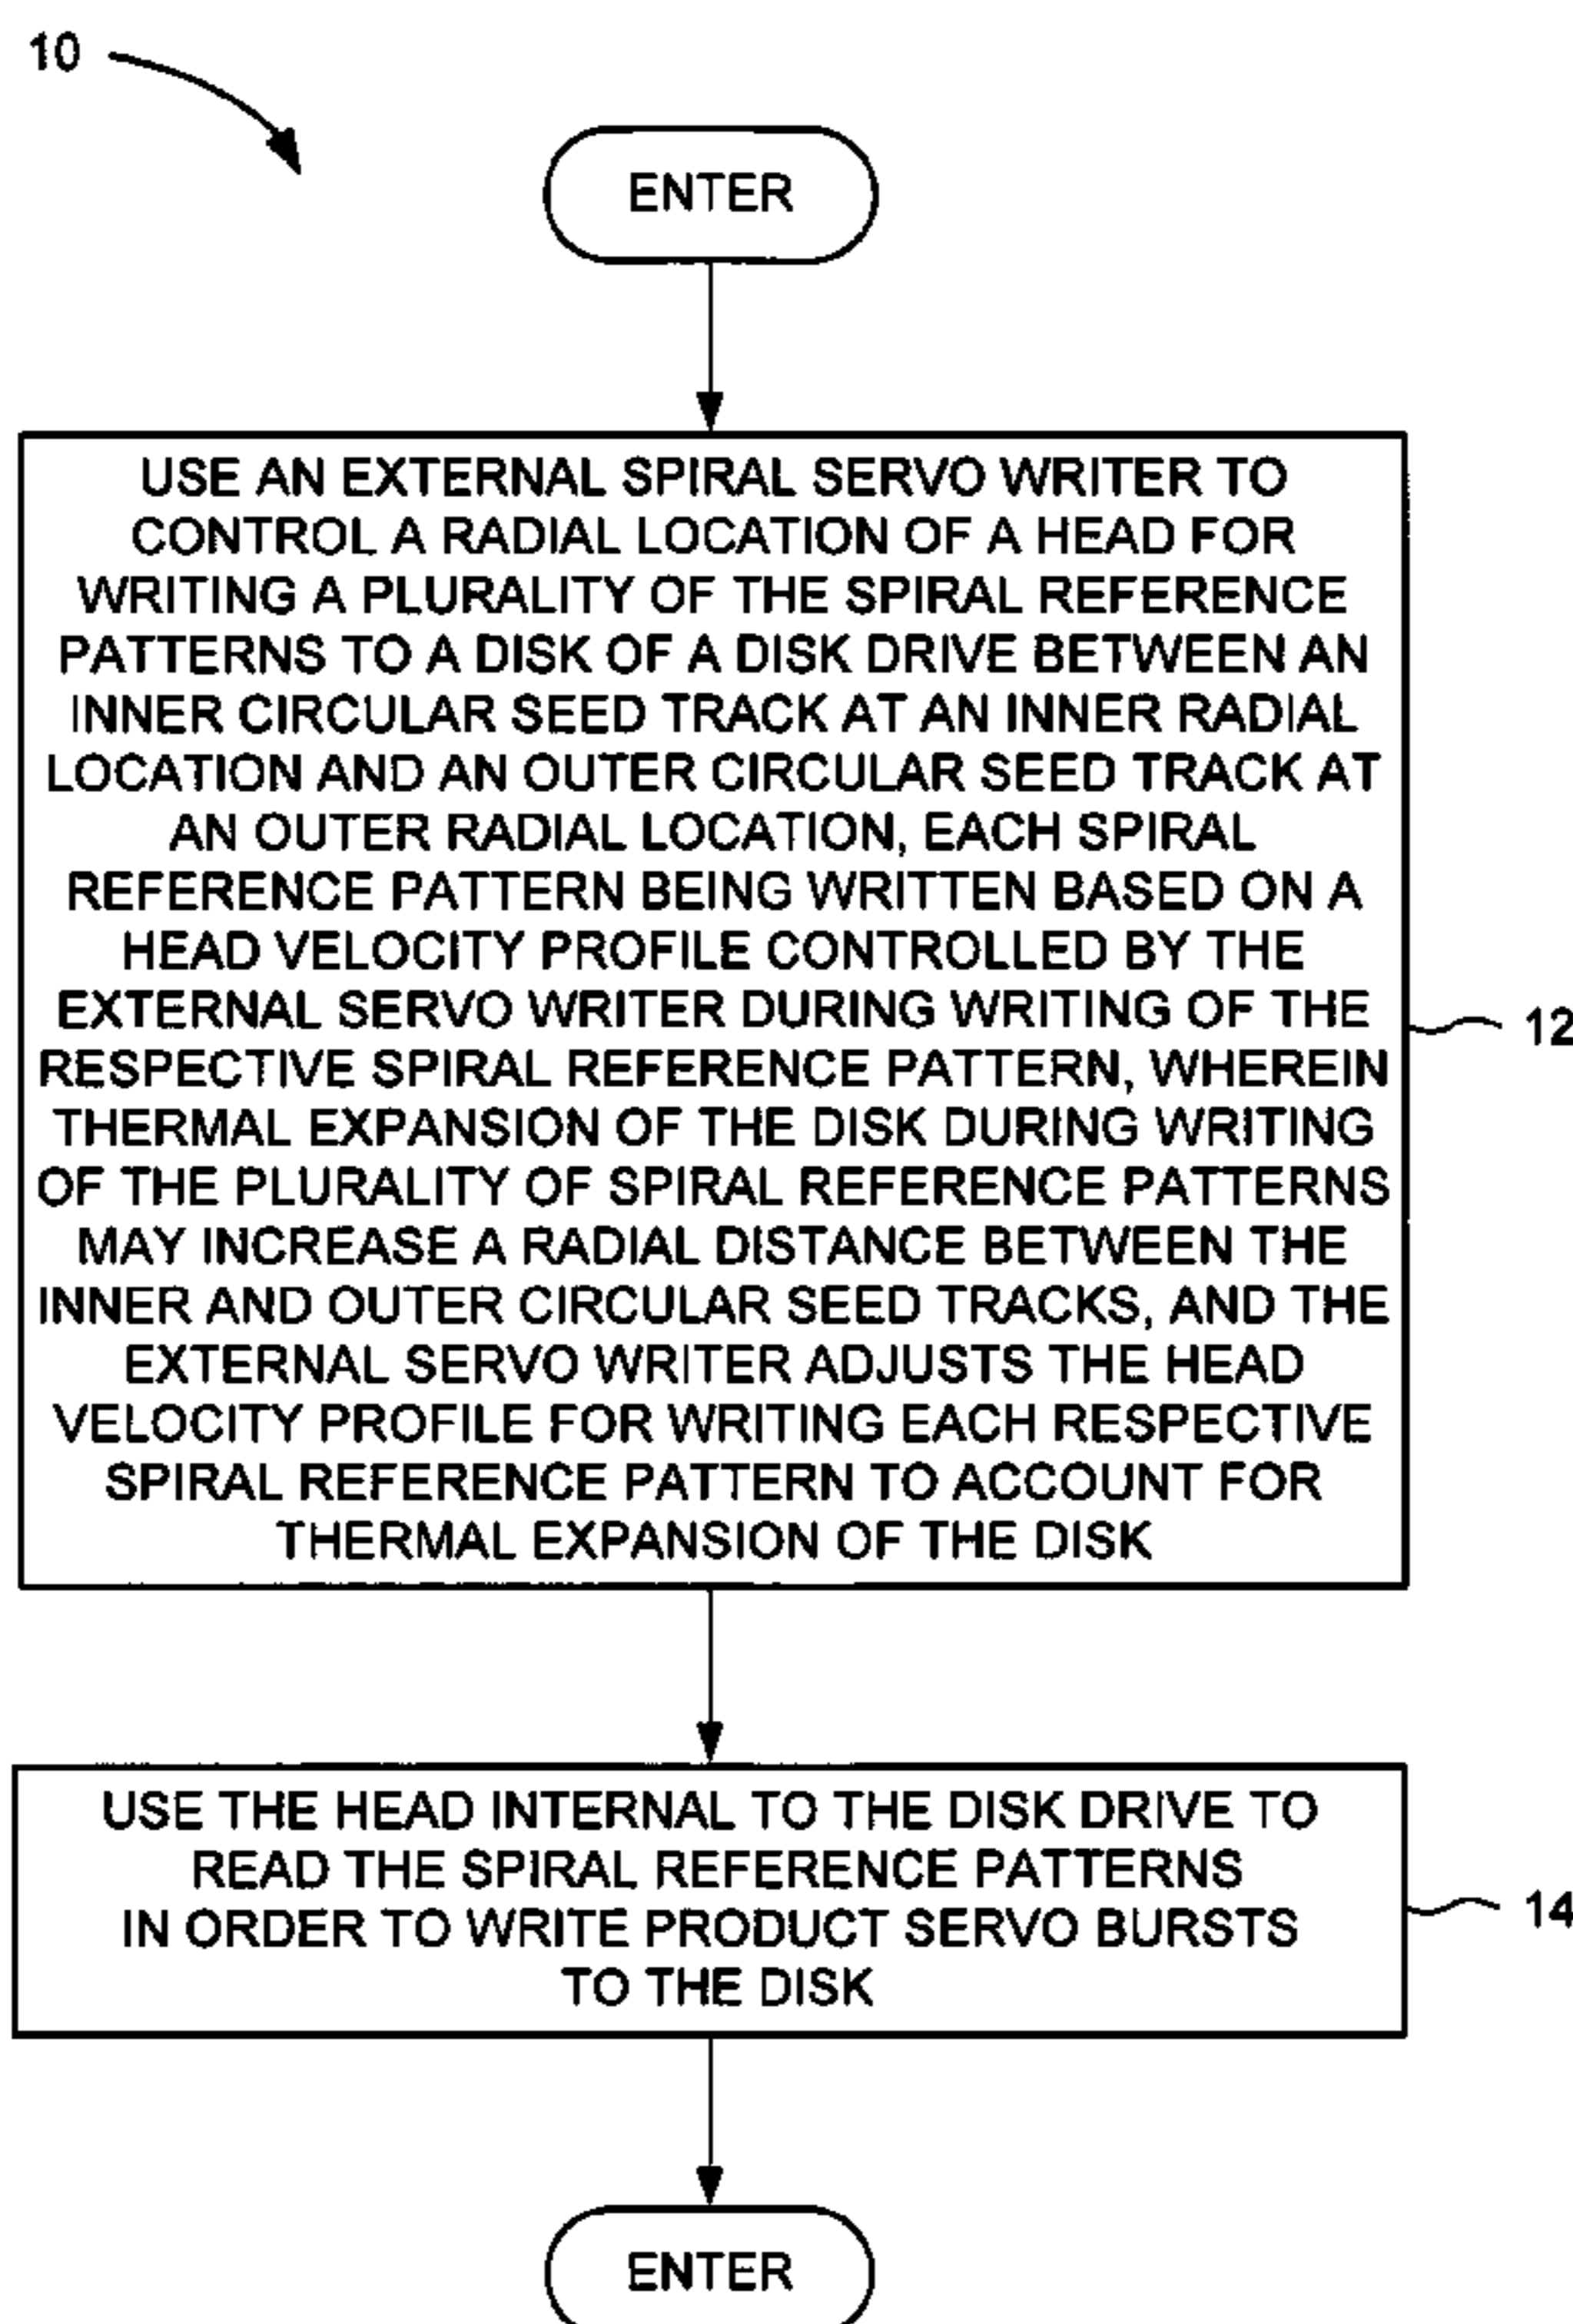 10
ENTER
USE AN EXTERNAL SPIRAL SERVO WRITER TO
CONTROL A RADIAL LOCATION OF A HEAD FOR
WRITING A PLURALITY OF THE SPIRAL REFERENCE
PATTERNS TO A DISK OF A DISK DRIVE BETWEEN AN
INNER CIRCULAR SEED TRACK AT AN INNER RADIAL
LOCATION AND AN OUTER CIRCULAR SEED TRACK AT
AN OUTER RADIAL LOCATION, EACH SPIRAL
REFERENCE PATTERN BEING WRITTEN BASED ON A
HEAD VELOCITY PROFILE CONTROLLED BY THE
EXTERNAL SERVO WRITER DURING WRITING OF THE
RESPECTIVE SPIRAL REFERENCE PATTERN, WHEREIN
THERMAL EXPANSION OF THE DISK DURING WRITING
OF THE PLURALITY OF SPIRAL REFERENCE PATTERNS
MAY INCREASE A RADIAL DISTANCE BETWEEN THE
INNER AND OUTER CIRCULAR SEED TRACKS, AND THE
EXTERNAL SERVO WRITER ADJUSTS THE HEAD
VELOCITY PROFILE FOR WRITING EACH RESPECTIVE
SPIRAL REFERENCE PATTERN TO ACCOUNT FOR
THERMAL EXPANSION OF THE DISK
12
USE THE HEAD INTERNAL TO THE DISK DRIVE TO
READ THE SPIRAL REFERENCE PATTERNS
IN ORDER TO WRITE PRODUCT SERVO BURSTS
TO THE DISK
14
ENTER